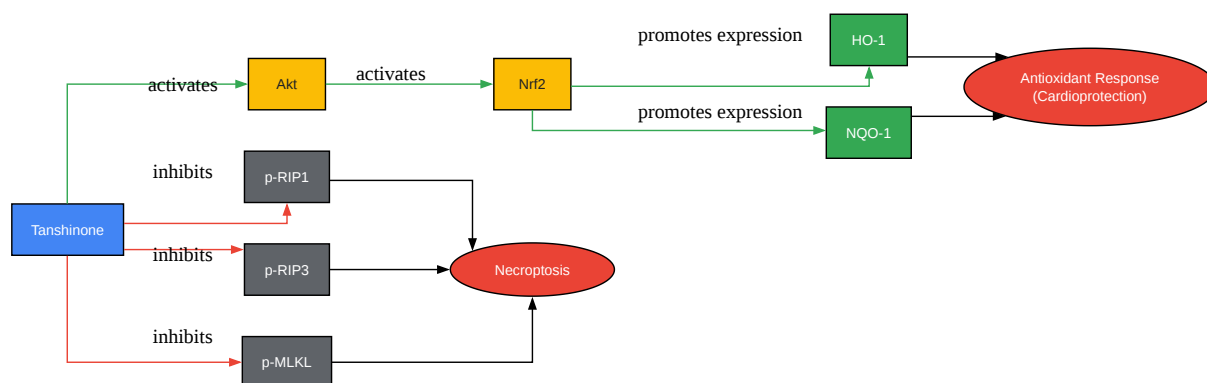 promotes expression
HO-1
activates
Akt
activates
Nrf2
Antioxidant Response
(Cardioprotection)
promotes expression
NQO-1
inhibits
p-RIP1
Tanshinone
inhibits
p-RIP3
Necroptosis
inhibits
p-MLKL